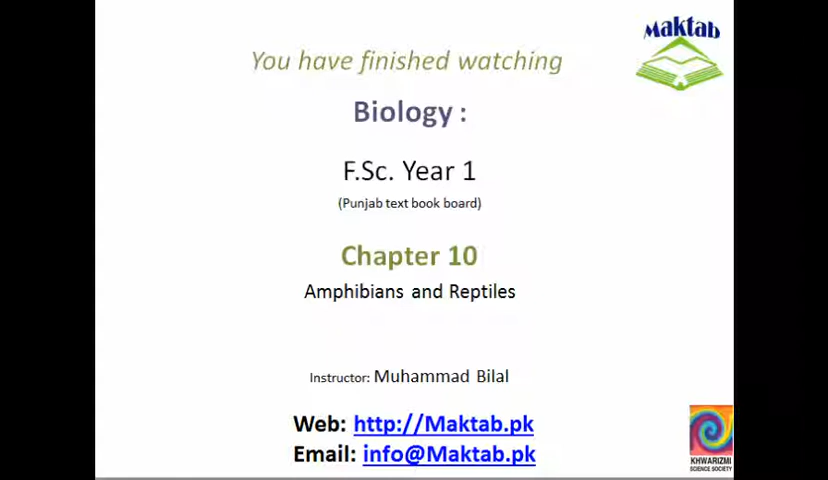 Maktab
You have finished watching
Biology :
F.Sc. Year 1
(Punjab text book board)
Chapter 10
Amphibians and Reptiles
Instructor: Muhammad Bilal
Web: http://Maktab.pk
Email: info@Maktab.pk
KHWARIZMI
SCIENCE SOCIETY